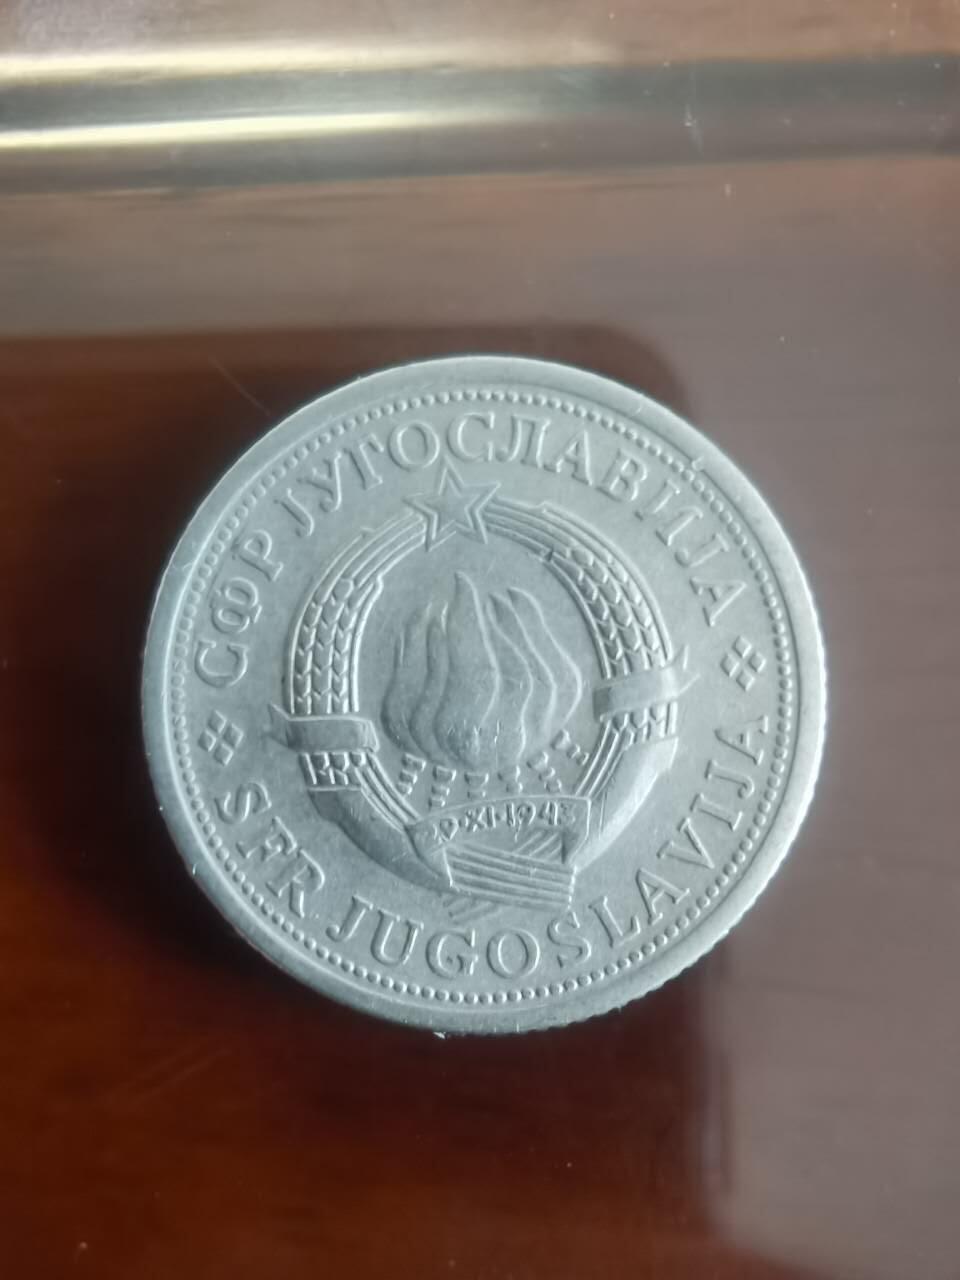 СФР ЈУГОСЛАВИЈА
SFR JUGOSLAVIJA
29·XI·1943